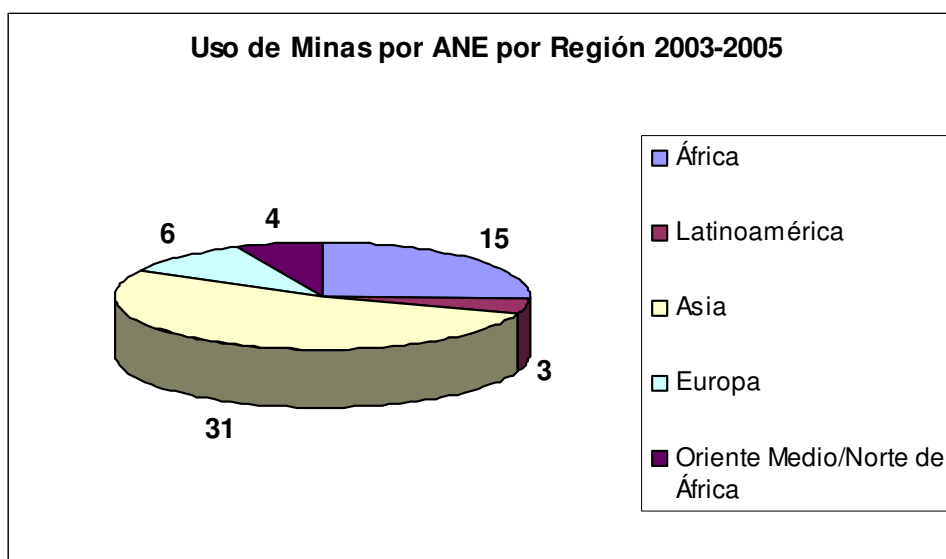 Uso de Minas por ANE por Región 2003-2005
6
4
15
3
31
África
Latinoamérica
Asia
Europa
Oriente Medio/Norte de
África